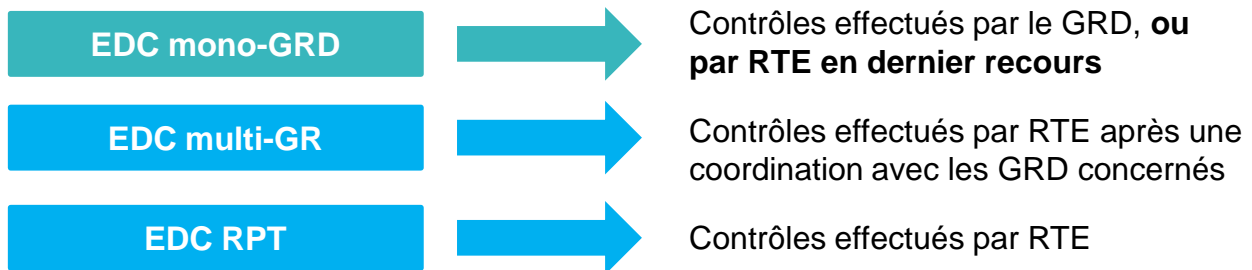 EDC mono-GRD
Contrôles effectués par le GRD, ou
par RTE en dernier recours
EDC multi-GR
Contrôles effectués par RTE après une
coordination avec les GRD concernés
EDC RPT
Contrôles effectués par RTE